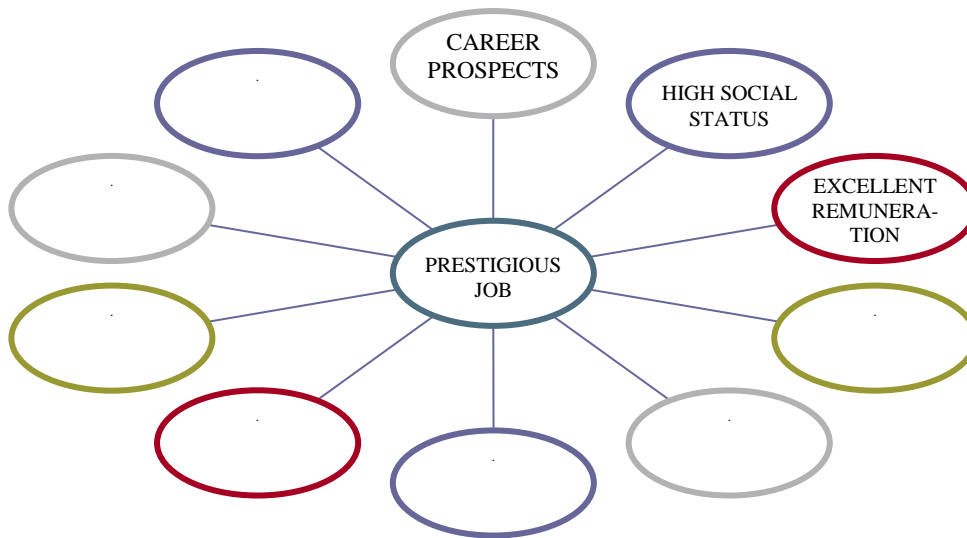 CAREER
PROSPECTS
HIGH SOCIAL
STATUS
EXCELLENT
REMUNERA-
TION
PRESTIGIOUS
JOB
.
.
.
.
.
.
.